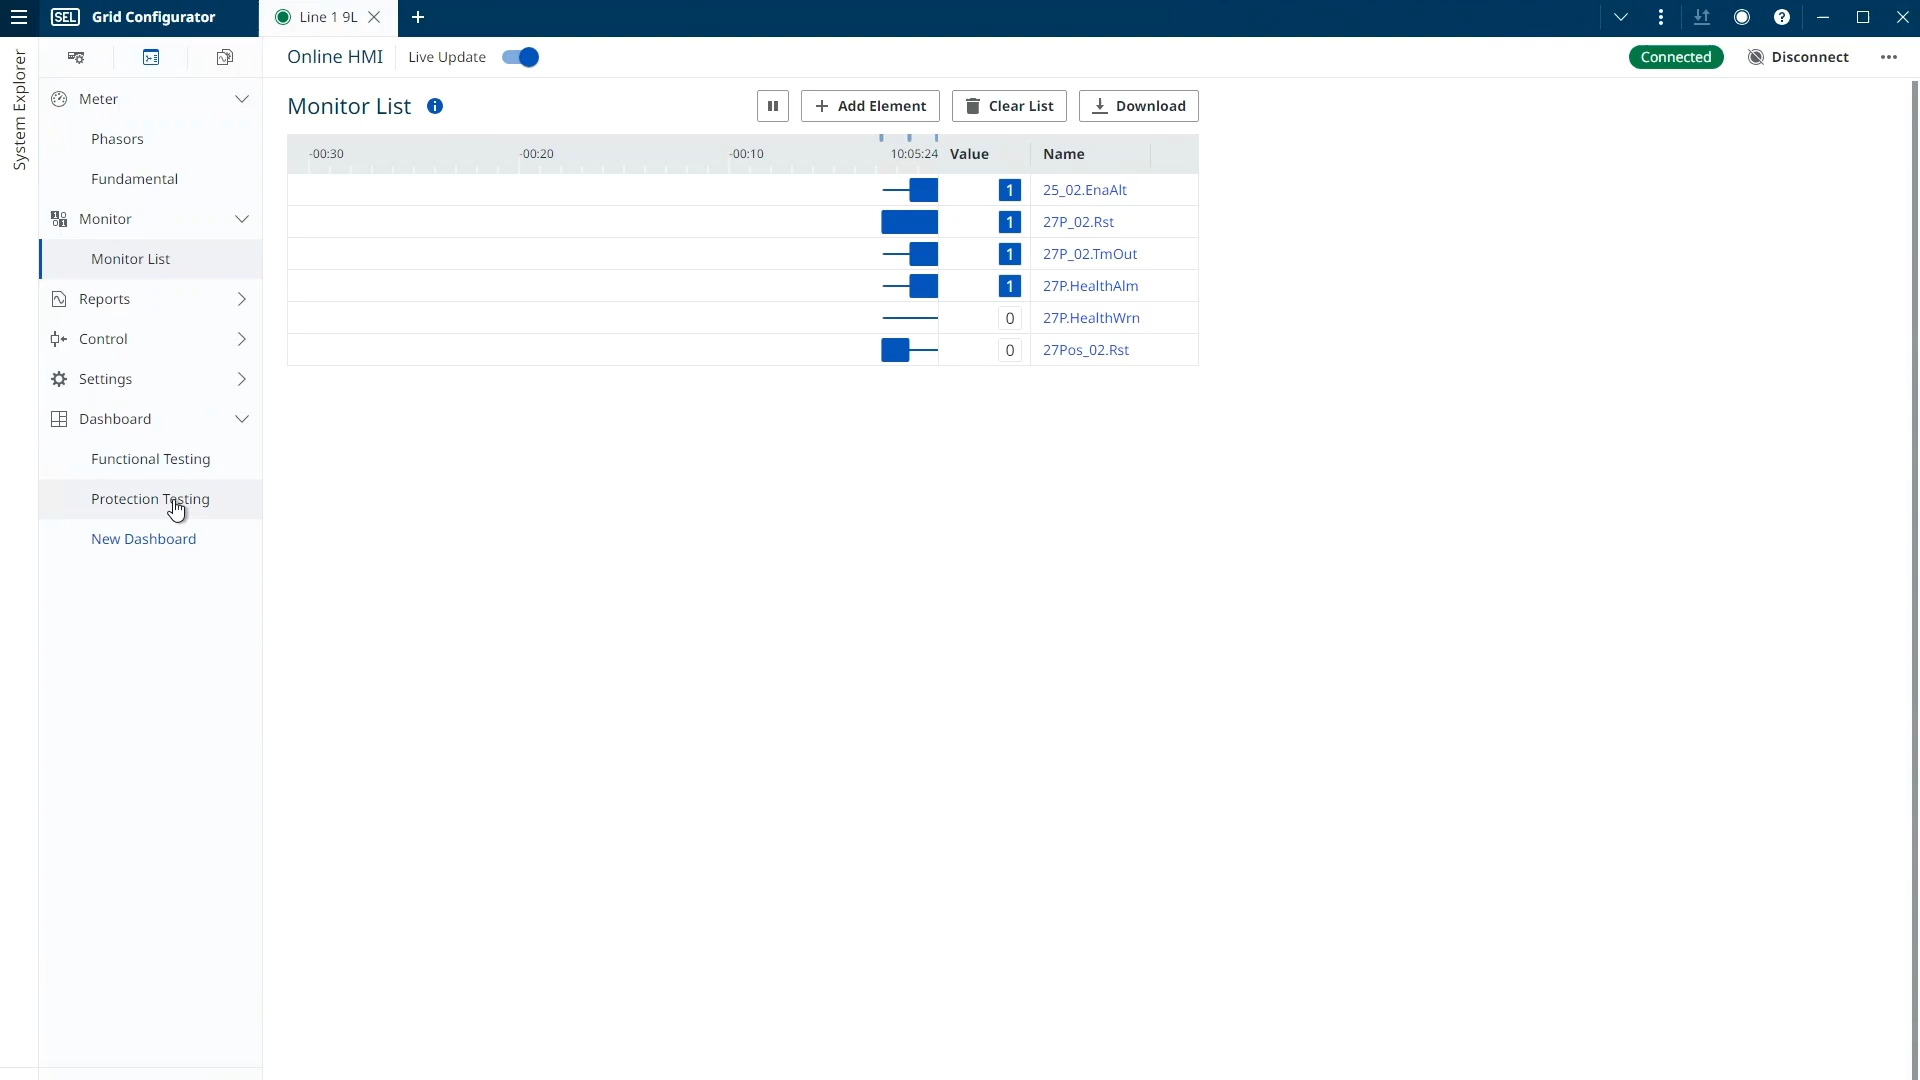 SEL Grid Configurator
Line 1 9L
System Explorer
Online HMI
Live Update
Connected
Disconnect
Meter
Phasors
Fundamental
Monitor
Monitor List
Reports
Control
Settings
Dashboard
Functional Testing
Protection Testing
New Dashboard
Monitor List
Add Element
Clear List
Download
-00:30 -00:20 -00:10 10:05:24 Value Name
1 25_02.EnaAlt
1 27P_02.Rst
1 27P_02.TmOut
1 27P.HealthAlm
0 27P.HealthWrn
0 27Pos_02.Rst